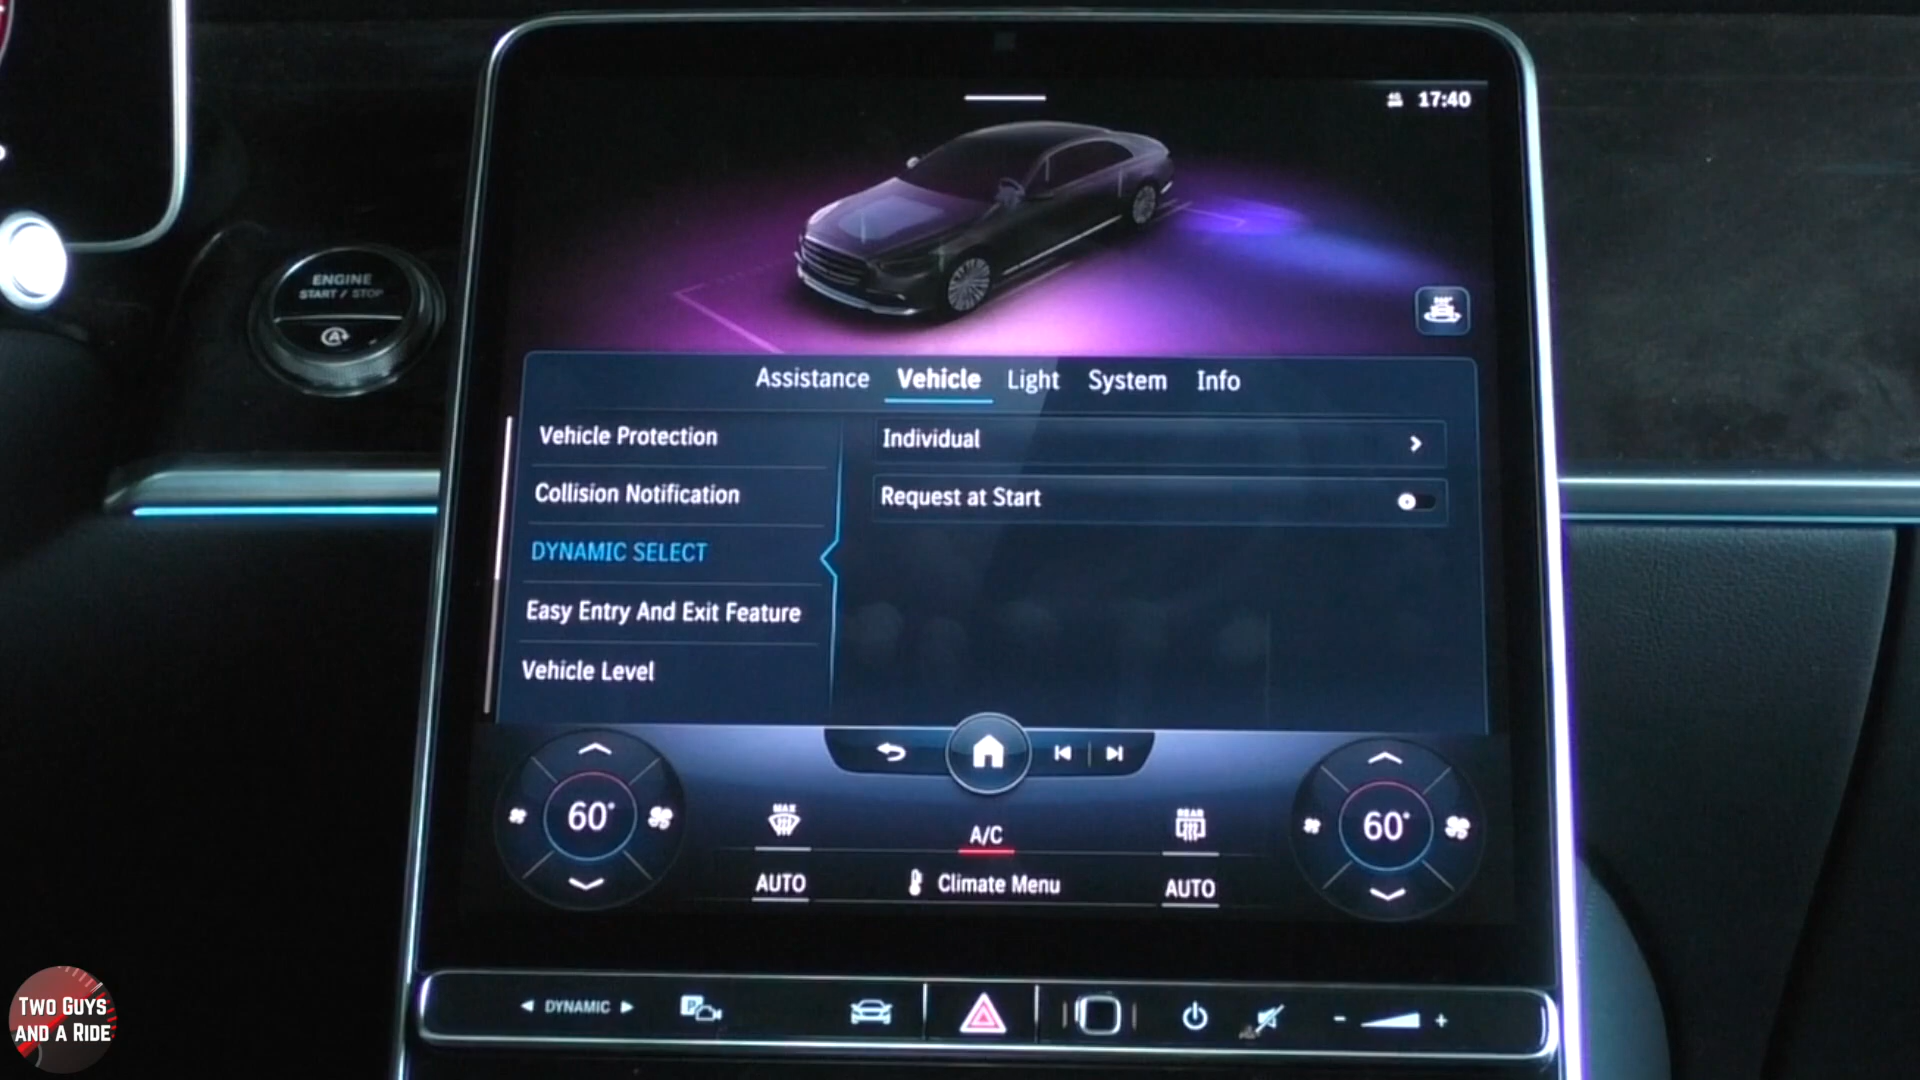 17:40
ENGINE
START / STOP
A
Assistance Vehicle Light System Info
Vehicle Protection
Individual
Collision Notification
Request at Start
DYNAMIC SELECT
Easy Entry And Exit Feature
Vehicle Level
60°
MAX
A/C
REAR
60°
AUTO
Climate Menu
AUTO
DYNAMIC
P
- +
TWO GUYS
AND A RIDE